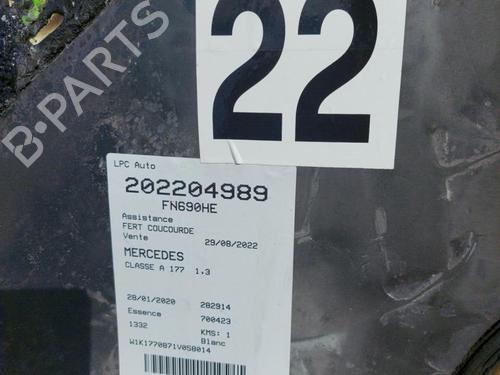 B-PARTS
22
LPC Auto
202204989
FN690HE
Assistance
FERT COUCOURDE
Vente 29/08/2022
MERCEDES
CLASSE A 177 1.3
28/01/2020 282914
Essence 700423
1332 KMS: 1
Blanc
W1K1770871V058014